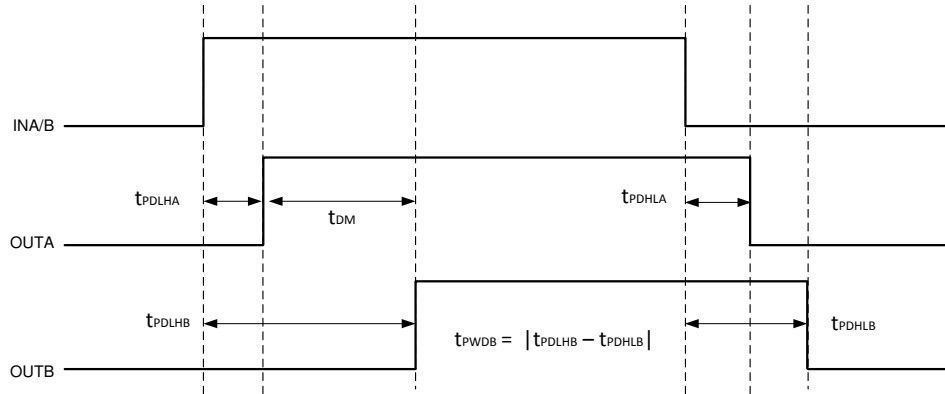 INA/B
tPDLHA
tDM
tPDHLA
OUTA
tPDLHB
tPWDB = |tPDLHB – tPDHLB|
tPDHLB
OUTB